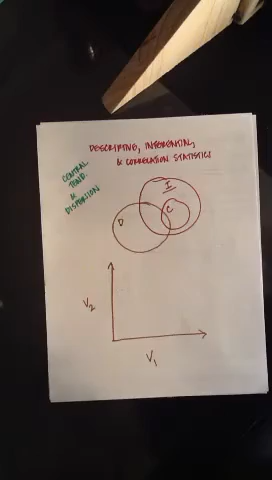 DESCRIPTIVE, INFERENTIAL,
& CORRELATION STATISTICS
CENTRAL
TEND.
&
DISPERSION
I
C
D
V2
V1